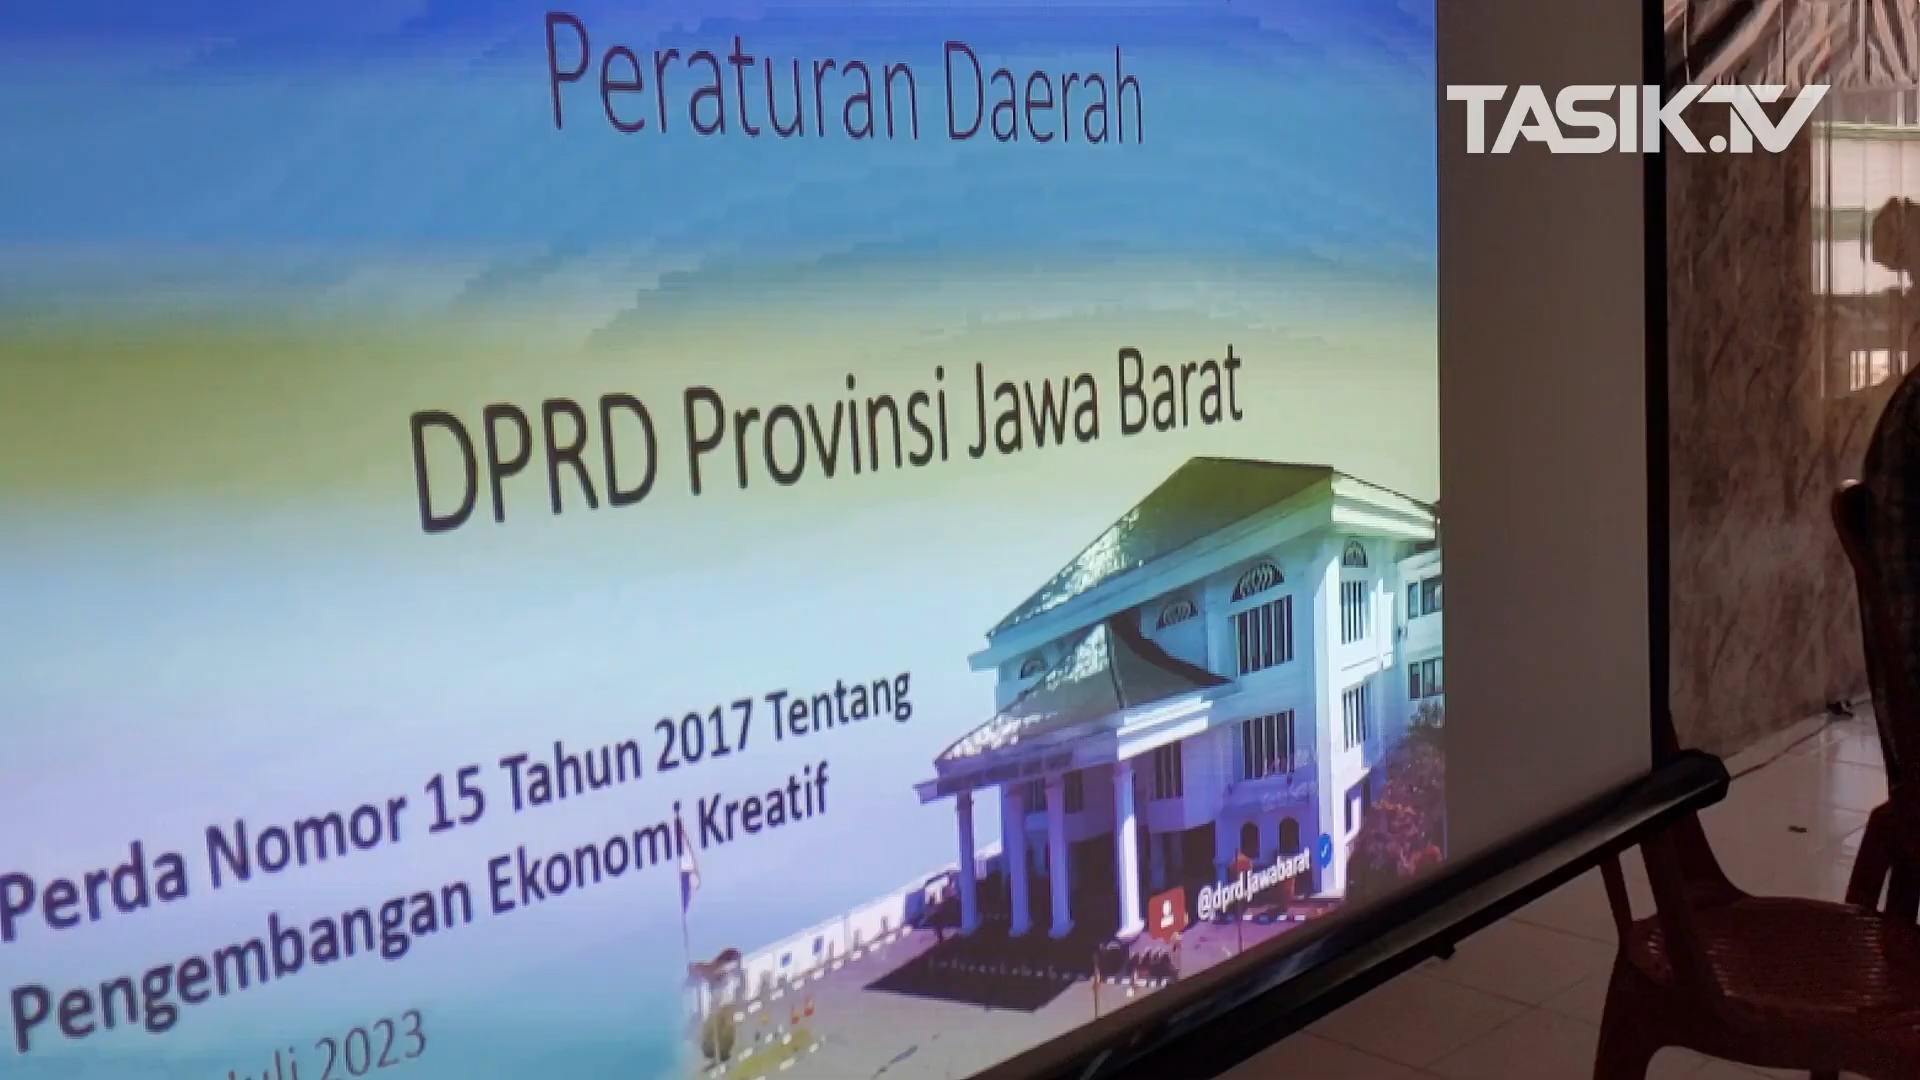 Peraturan Daerah
TASIK.TV
DPRD Provinsi Jawa Barat
Perda Nomor 15 Tahun 2017 Tentang
Pengembangan Ekonomi Kreatif
@dprd.jawabarat
2023